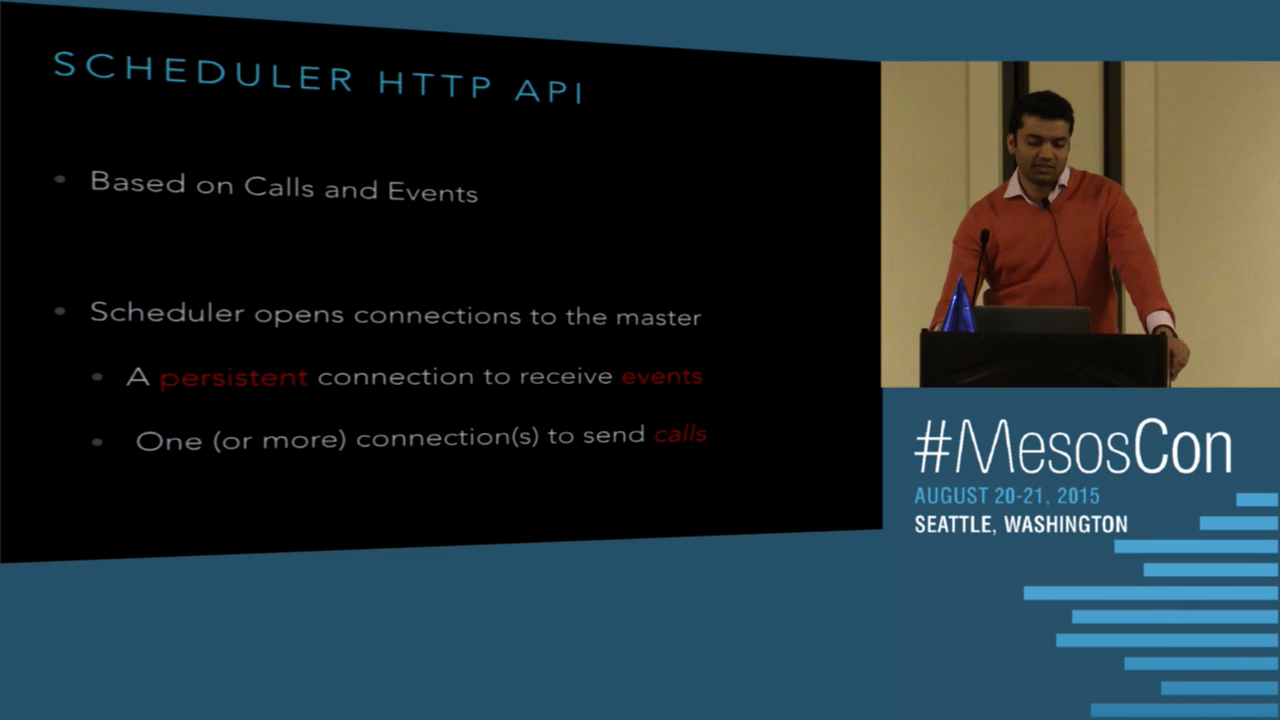 SCHEDULER HTTP API
Based on Calls and Events
Scheduler opens connections to the master
A persistent connection to receive events
One (or more) connection(s) to send calls
#MesosCon
AUGUST 20-21, 2015
SEATTLE, WASHINGTON